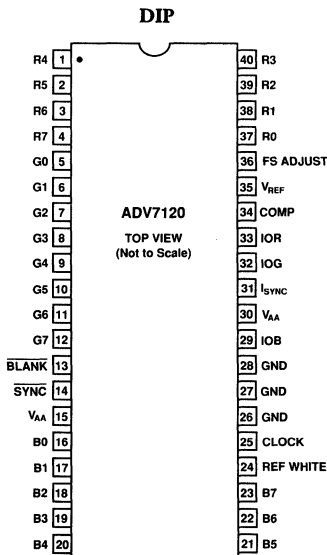 DIP
R4 1 40 R3
R5 2 39 R2
R6 3 38 R1
R7 4 37 R0
G0 5 36 FS ADJUST
G1 6 35 VREF
G2 7 ADV7120 34 COMP
G3 8 TOP VIEW 33 IOR
(Not to Scale)
G4 9 32 IOG
G5 10 31 ISYNC
G6 11 30 VAA
G7 12 29 IOB
BLANK 13 28 GND
SYNC 14 27 GND
VAA 15 26 GND
B0 16 25 CLOCK
B1 17 24 REF WHITE
B2 18 23 B7
B3 19 22 B6
B4 20 21 B5